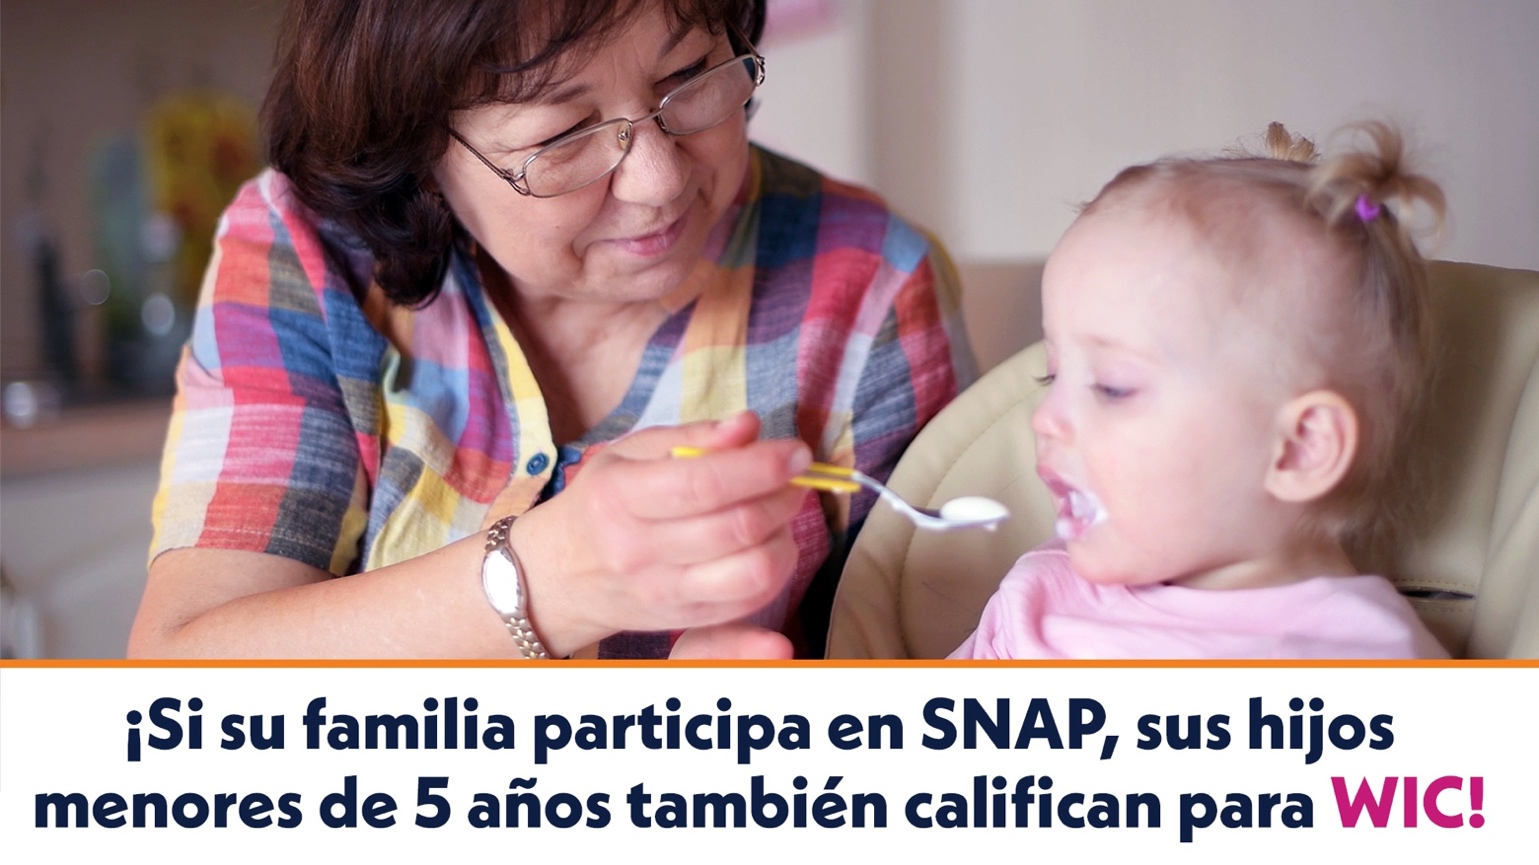 ¡Si su familia participa en SNAP, sus hijos
menores de 5 años también califican para WIC!